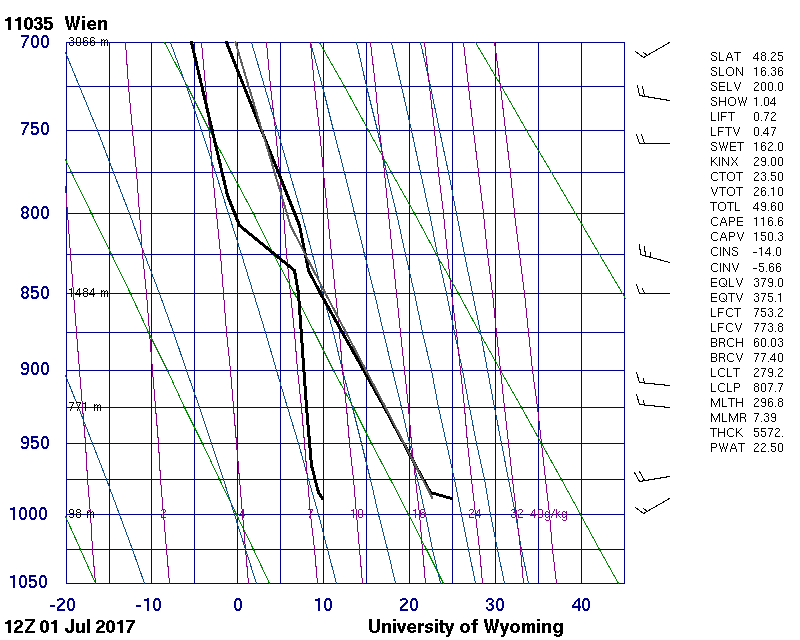 11035 Wien
700
3066 m
750
800
850
1484 m
900
771 m
950
1000
98 m
2
4
7
10
16
24
32
40g/kg
1050
-20
-10
0
10
20
30
40
12Z 01 Jul 2017
University of Wyoming
SLAT 48.25
SLON 16.36
SELV 200.0
SHOW 1.04
LIFT 0.72
LFTV 0.47
SWET 162.0
KINX 29.00
CTOT 23.50
VTOT 26.10
TOTL 49.60
CAPE 116.6
CAPV 150.3
CINS -14.0
CINV -5.66
EQLV 379.0
EQTV 375.1
LFCT 753.2
LFCV 773.8
BRCH 60.03
BRCV 77.40
LCLT 279.2
LCLP 807.7
MLTH 296.8
MLMR 7.39
THCK 5572.
PWAT 22.50